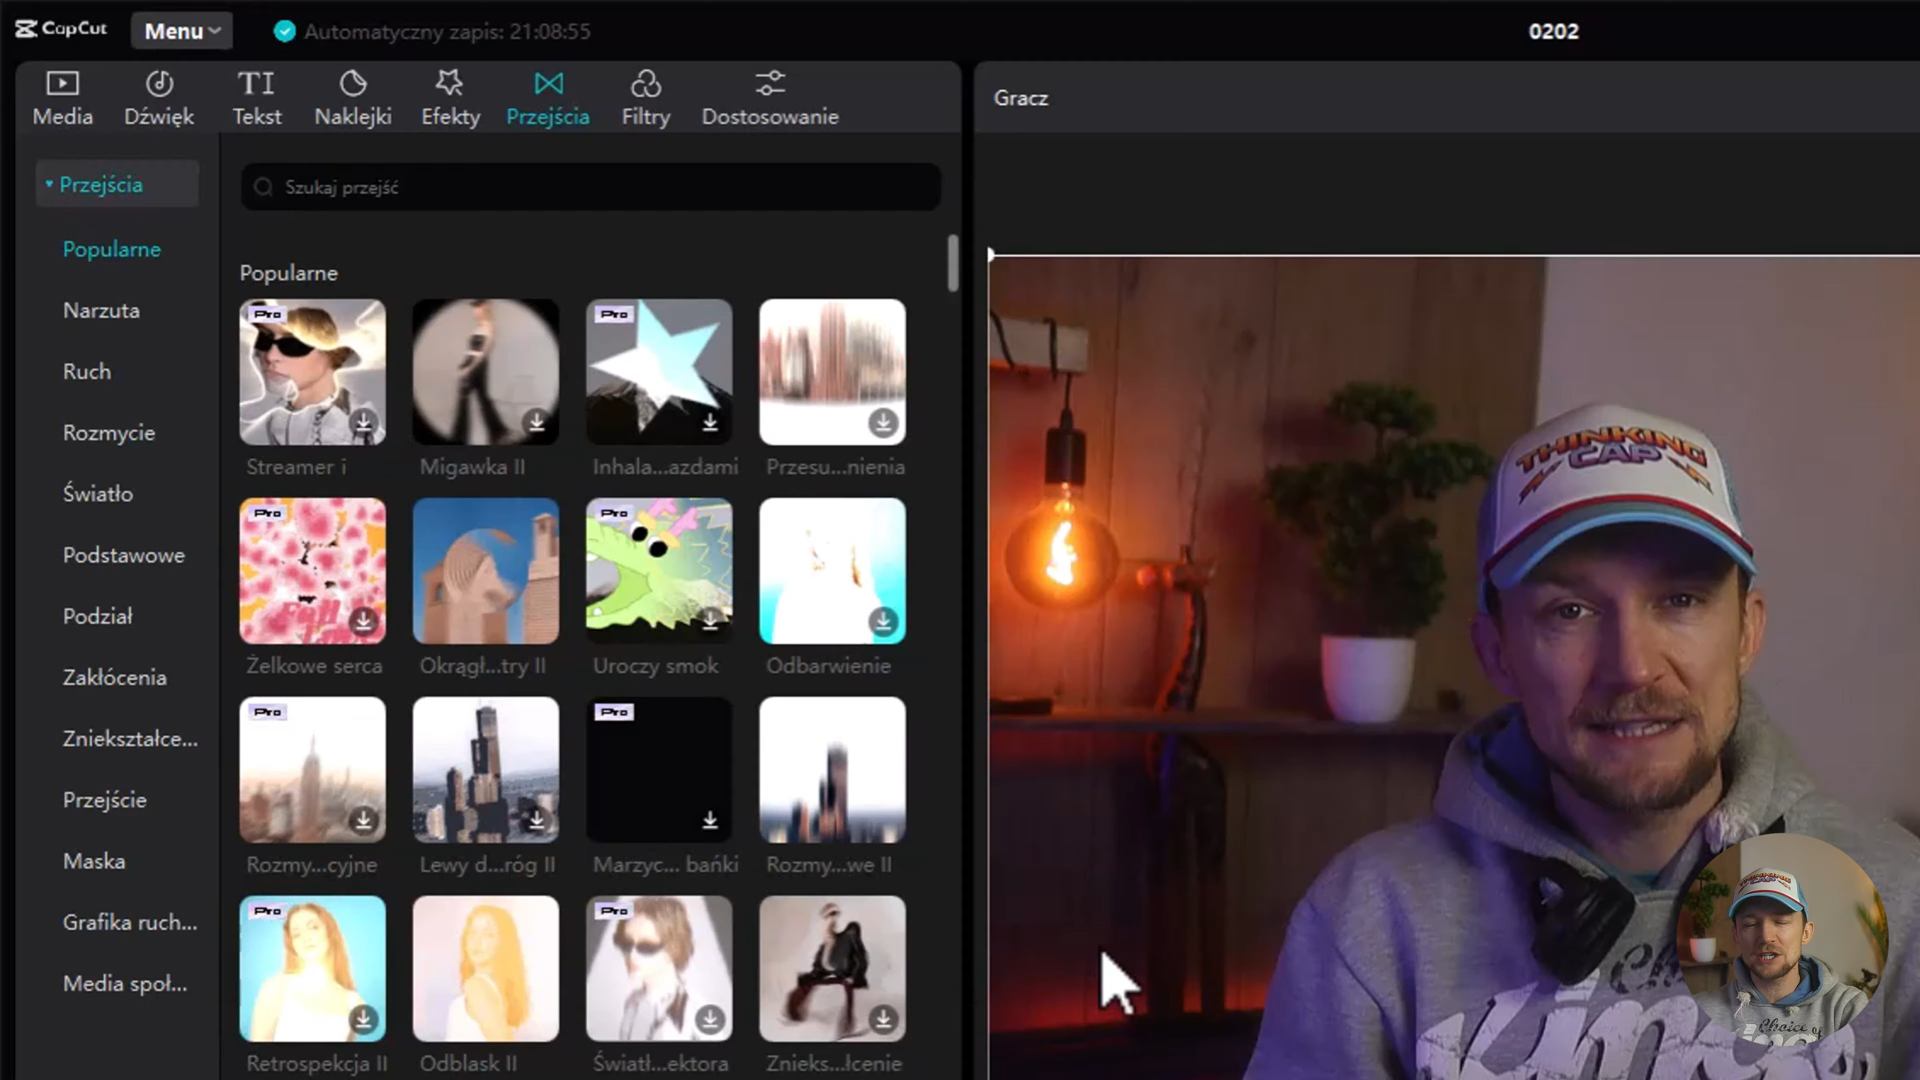 CapCut
Menu
Automatyczny zapis: 21:08:55
0202
Media
Dźwięk
TI
Tekst
Naklejki
Efekty
Przejścia
Filtry
Dostosowanie
Gracz
Przejścia
Szukaj przejść
Popularne
Narzuta
Ruch
Rozmycie
Światło
Podstawowe
Podział
Zakłócenia
Zniekształce...
Przejście
Maska
Grafika ruch...
Media społ...
Popularne
Pro
Pro
Streamer i
Migawka II
Inhala...azdami
Przesu...nienia
Pro
Pro
Żelkowe serca
Okrągł...try II
Uroczy smok
Odbarwienie
Pro
Pro
Rozmy...cyjne
Lewy d...róg II
Marzyc... bańki
Rozmy...we II
Pro
Pro
Retrospekcja II
Odblask II
Światł...ektora
Znieks...łcenie
THINKING
CAP
Choice of